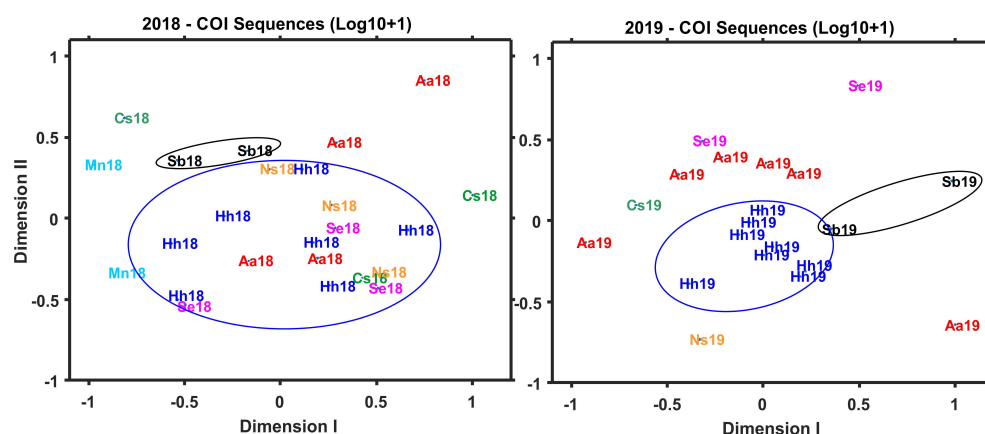 2018 - COI Sequences (Log10+1)
2019 - COI Sequences (Log10+1)
Dimension II
1
0.5
0
-0.5
-1
-1
-0.5
0
0.5
1
Dimension I
Aa18
Cs18
Aa18
Sb18
Sb18
Mn18
Ns18
Hh18
Cs18
Ns18
Hh18
Se18
Hh18
Hh18
Hh18
Aa18
Aa18
Mn18
Ns18
Cs18
Hh18
Se18
Hh18
Se18
1
0.5
0
-0.5
-1
-1
-0.5
0
0.5
1
Dimension I
Se19
Se19
Aa19
Aa19
Aa19
Aa19
Sb19
Cs19
Hh19
Hh19
Sb19
Hh19
Aa19
Hh19
Hh19
Hh19
Hh19
Hh19
Aa19
Ns19